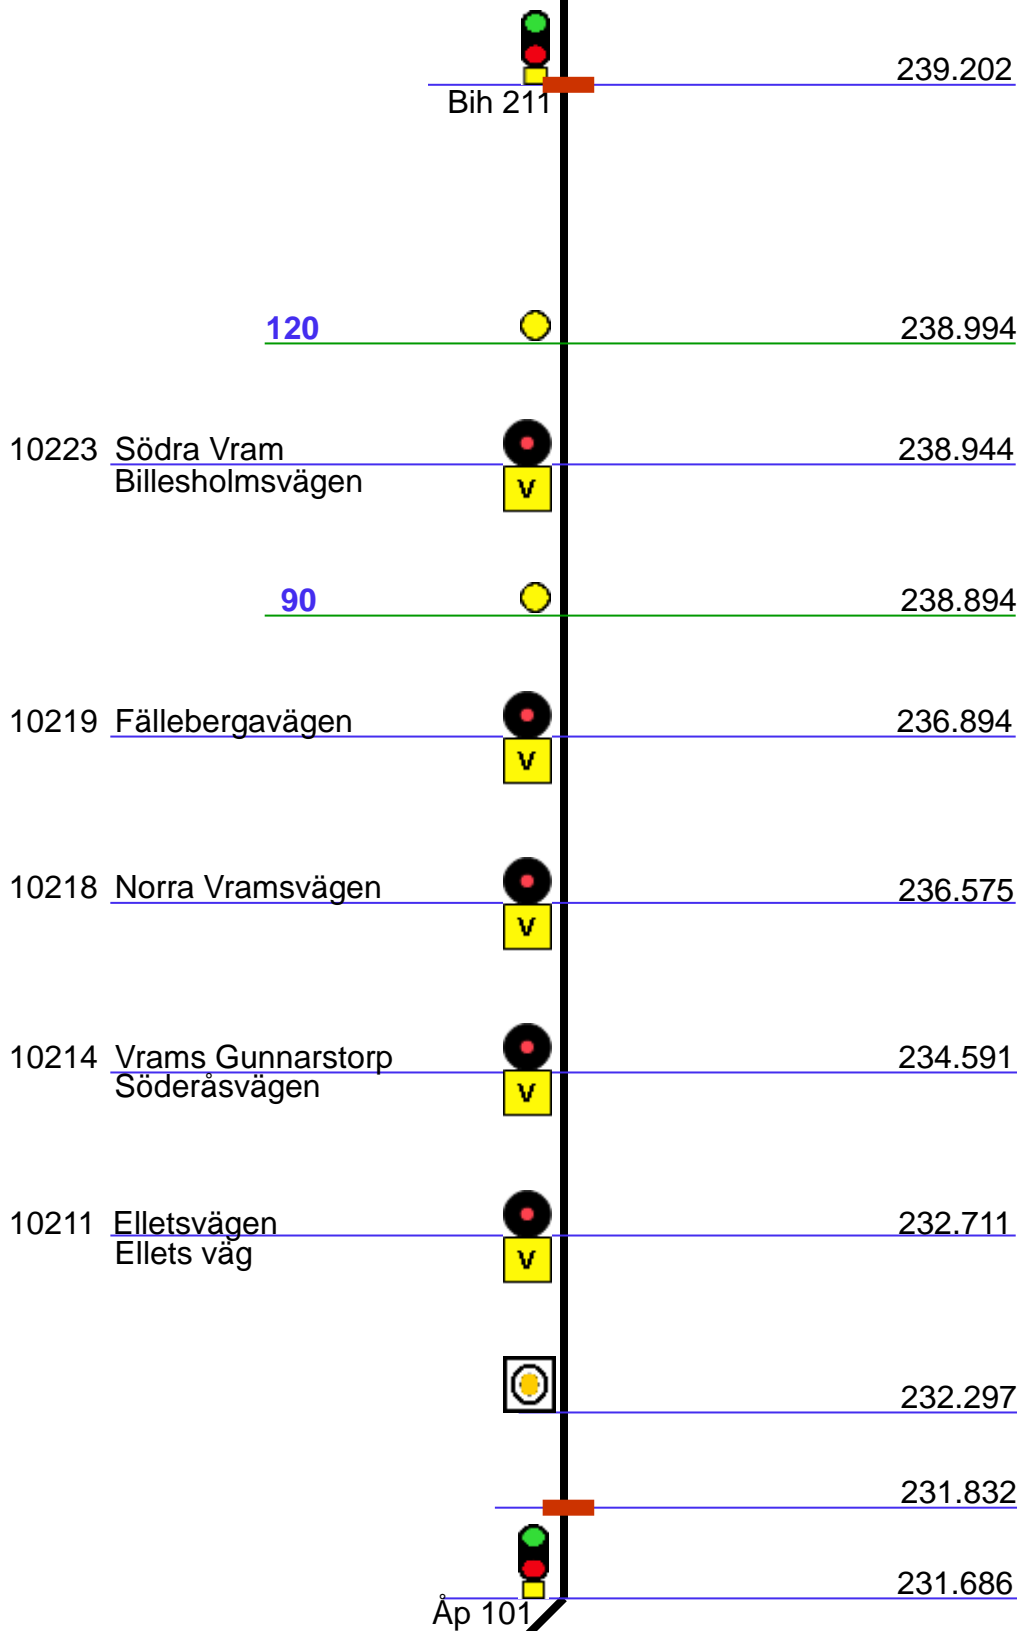 239.202
Bih 211
120 238.994
10223 Södra Vram 238.944
Billesholmsvägen
V
90 238.894
10219 Fällebergavägen 236.894
V
10218 Norra Vramsvägen 236.575
V
10214 Vrams Gunnarstorp 234.591
Söderåsvägen
V
10211 Elletsvägen 232.711
Ellets väg
V
232.297
231.832
231.686
Åp 101